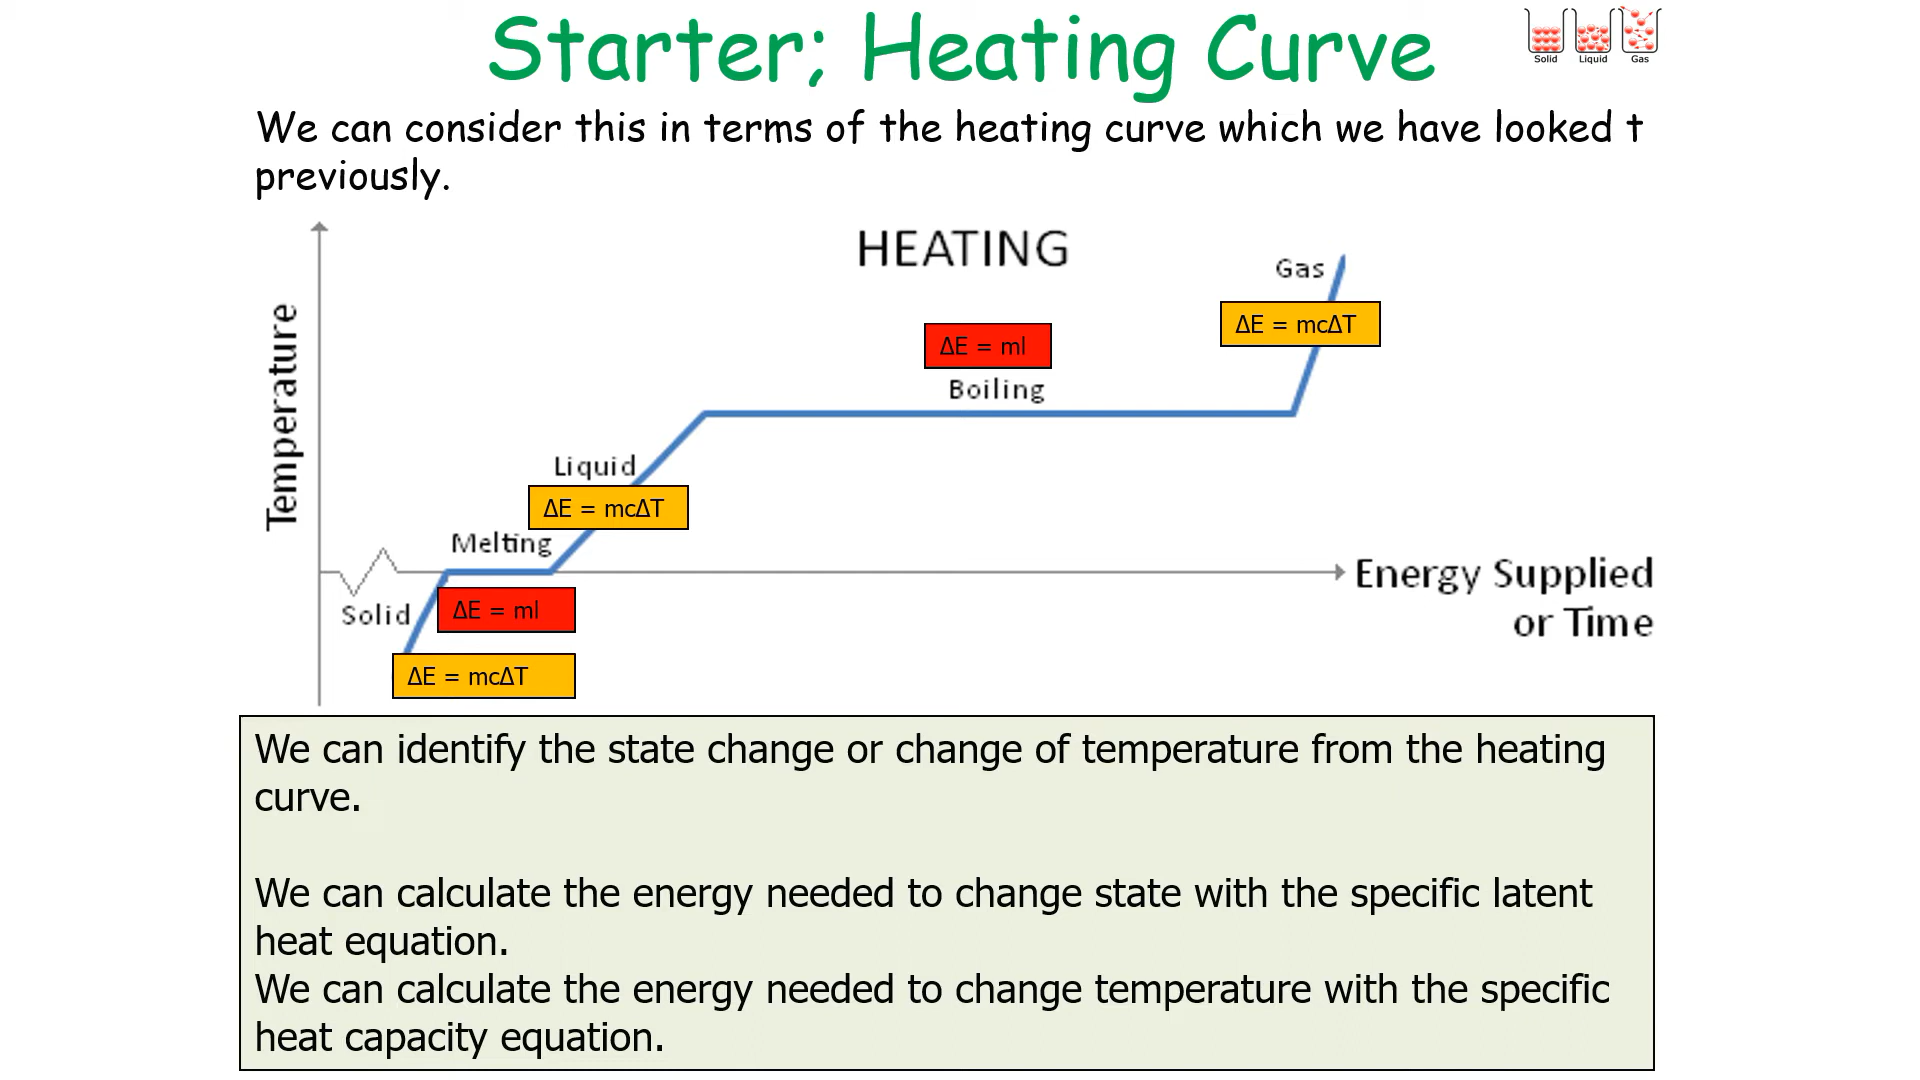 Starter; Heating Curve
Solid Liquid Gas
We can consider this in terms of the heating curve which we have looked t
previously.
HEATING
Temperature
Gas
ΔE = mcΔT
ΔE = ml
Boiling
Liquid
ΔE = mcΔT
Melting
Energy Supplied
or Time
Solid
ΔE = ml
ΔE = mcΔT
We can identify the state change or change of temperature from the heating
curve.
We can calculate the energy needed to change state with the specific latent
heat equation.
We can calculate the energy needed to change temperature with the specific
heat capacity equation.